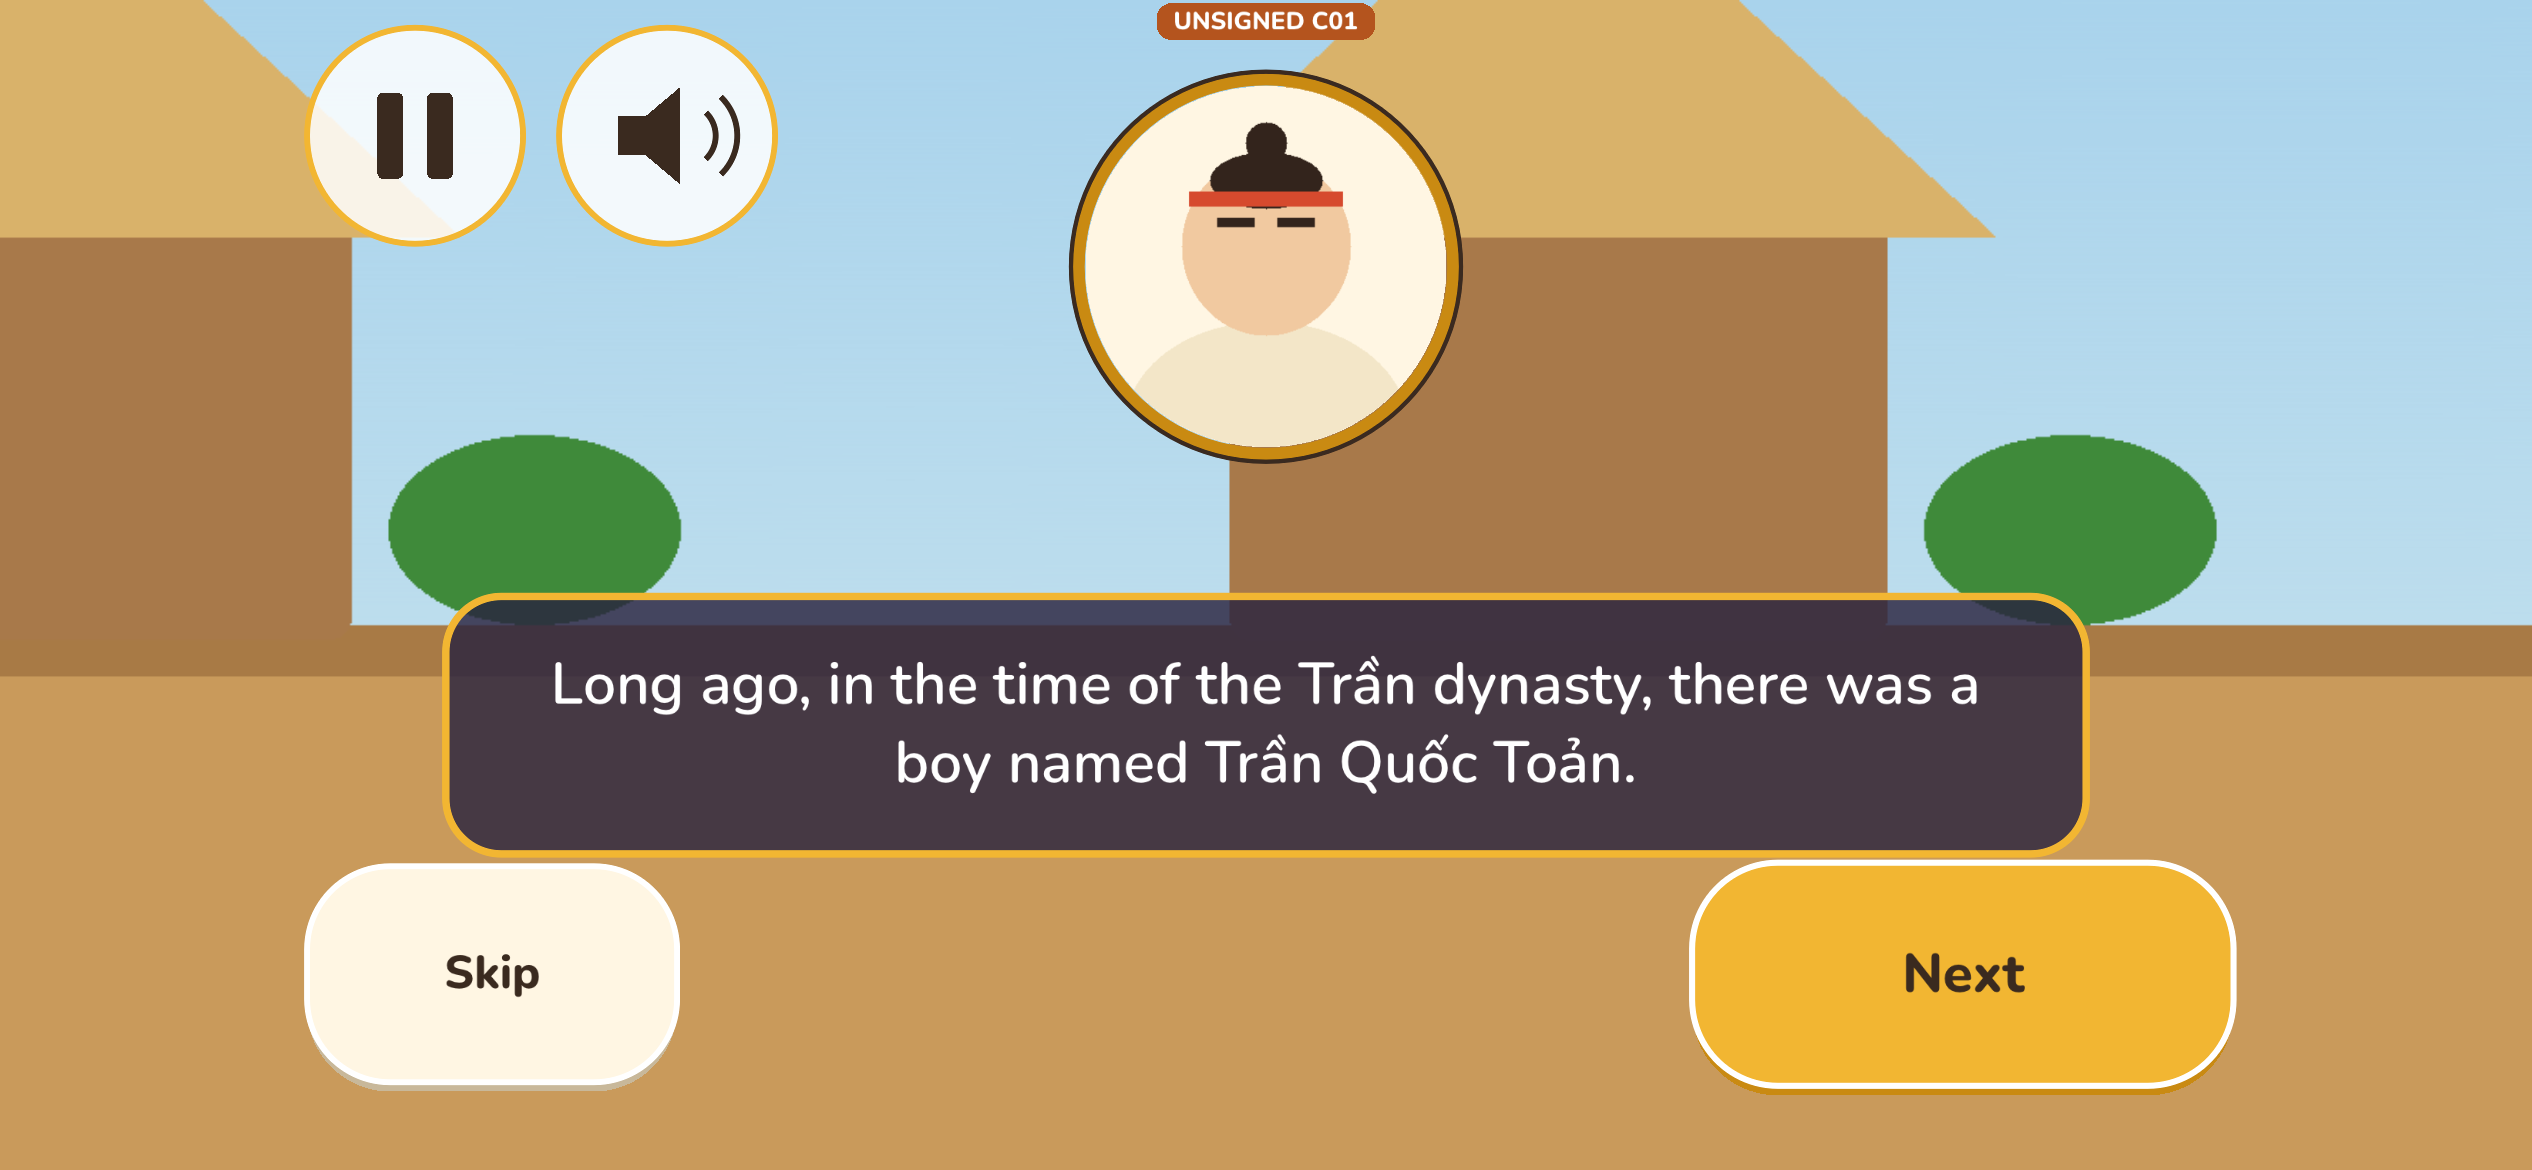 UNSIGNED C01
Long ago, in the time of the Trần dynasty, there was a
boy named Trần Quốc Toản.
Skip
Next